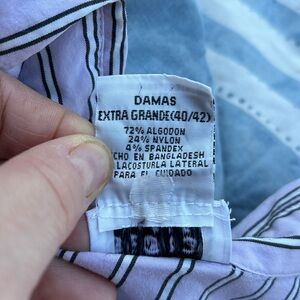 DAMAS
EXTRA GRANDE(40/42)
72% ALGODON
24% NYLON
4% SPANDEX
CHO EN BANGLADESH
LACOSTURA LATERAL
PARA EL CUIDADO